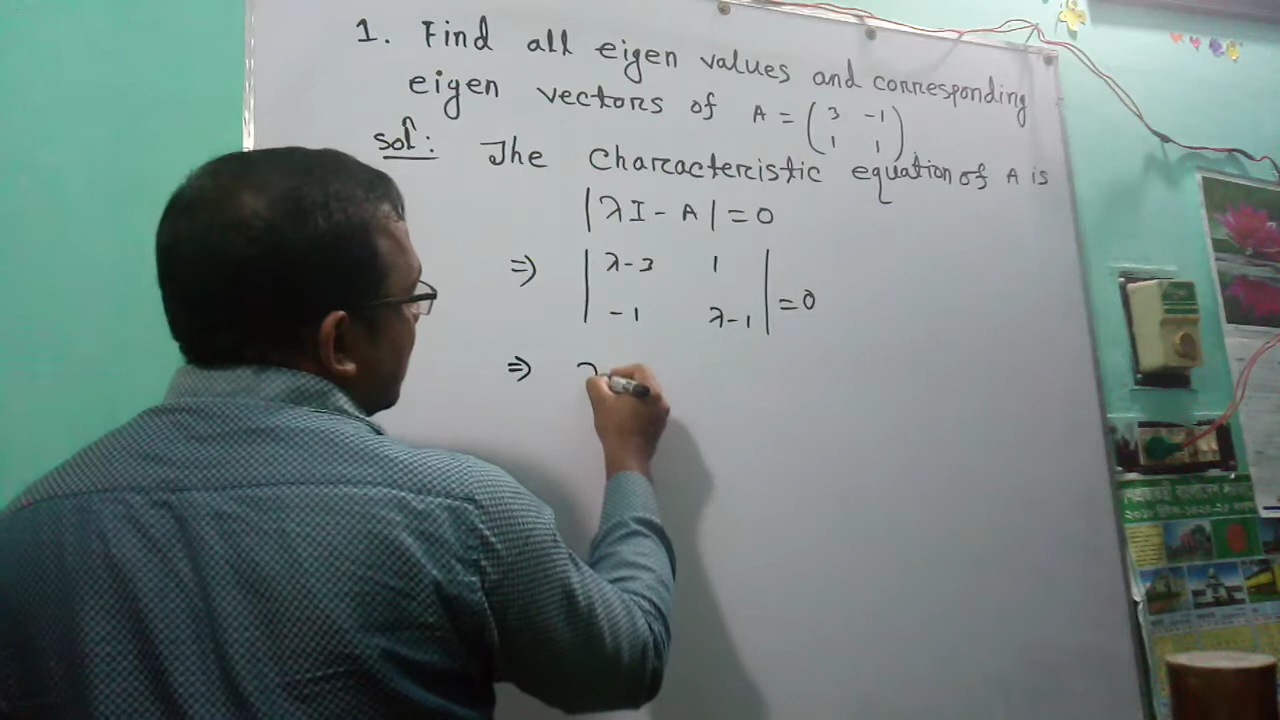 1. Find all eigen values and corresponding
eigen vectors of A = (3 -1
1 1)
Solⁿ: The Characteristic equation of A is
|λI - A| = 0
⇒ |λ-3 1
-1 λ-1| = 0
⇒ λ